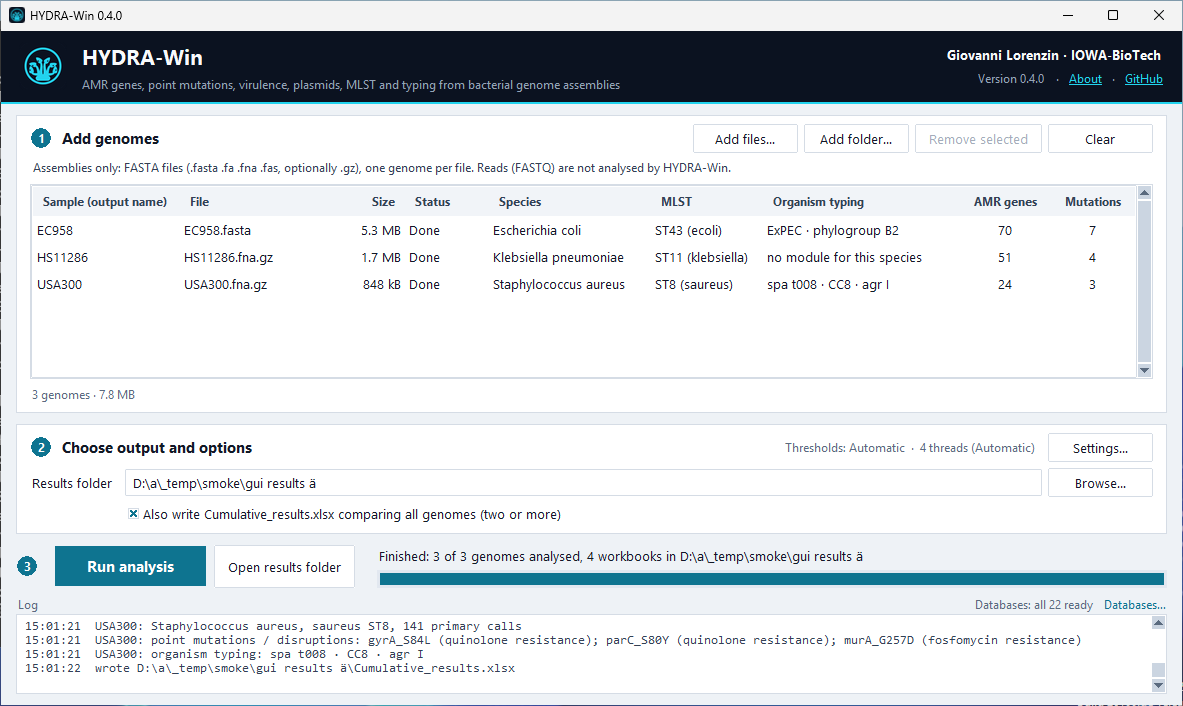 HYDRA-Win 0.4.0
HYDRA-Win
AMR genes, point mutations, virulence, plasmids, MLST and typing from bacterial genome assemblies
Giovanni Lorenzin · IOWA-BioTech
Version 0.4.0 · About · GitHub
1 Add genomes
Add files... Add folder... Remove selected Clear
Assemblies only: FASTA files (.fasta .fa .fna .fas, optionally .gz), one genome per file. Reads (FASTQ) are not analysed by HYDRA-Win.
Sample (output name) File Size Status Species MLST Organism typing AMR genes Mutations
EC958 EC958.fasta 5.3 MB Done Escherichia coli ST43 (ecoli) ExPEC · phylogroup B2 70 7
HS11286 HS11286.fna.gz 1.7 MB Done Klebsiella pneumoniae ST11 (klebsiella) no module for this species 51 4
USA300 USA300.fna.gz 848 kB Done Staphylococcus aureus ST8 (saureus) spa t008 · CC8 · agr I 24 3
3 genomes · 7.8 MB
2 Choose output and options
Thresholds: Automatic · 4 threads (Automatic) Settings...
Results folder D:\a\_temp\smoke\gui results ä Browse...
Also write Cumulative_results.xlsx comparing all genomes (two or more)
3 Run analysis Open results folder
Finished: 3 of 3 genomes analysed, 4 workbooks in D:\a\_temp\smoke\gui results ä
Log
Databases: all 22 ready Databases...
15:01:21 USA300: Staphylococcus aureus, saureus ST8, 141 primary calls
15:01:21 USA300: point mutations / disruptions: gyrA_S84L (quinolone resistance); parC_S80Y (quinolone resistance); murA_G257D (fosfomycin resistance)
15:01:21 USA300: organism typing: spa t008 · CC8 · agr I
15:01:22 wrote D:\a\_temp\smoke\gui results ä\Cumulative_results.xlsx